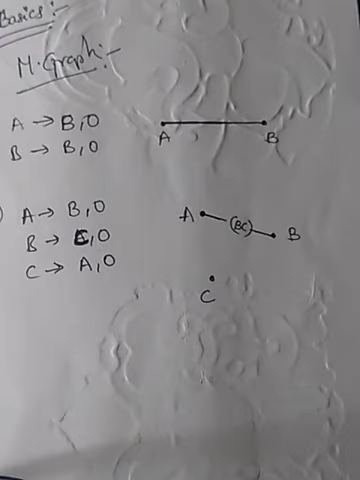 Basics:-
M.Graph:-
A → B,0
B → B,0
A B
) A → B,0
B → C,0
C → A,0
A (BC) B
C